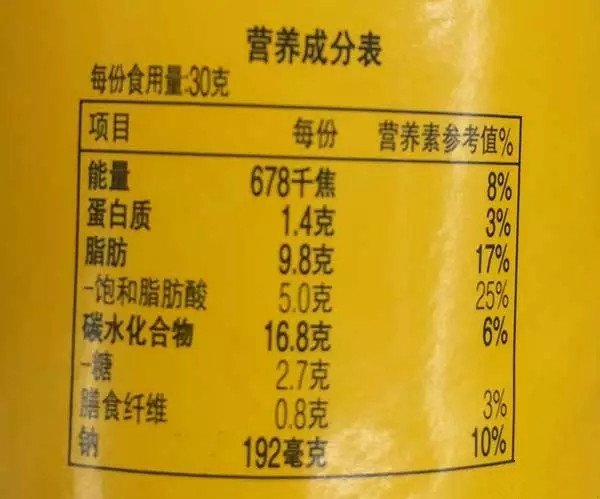 营养成分表
每份食用量:30克
项目 每份 营养素参考值%
能量 678千焦 8%
蛋白质 1.4克 3%
脂肪 9.8克 17%
-饱和脂肪酸 5.0克 25%
碳水化合物 16.8克 6%
-糖 2.7克
膳食纤维 0.8克 3%
钠 192毫克 10%